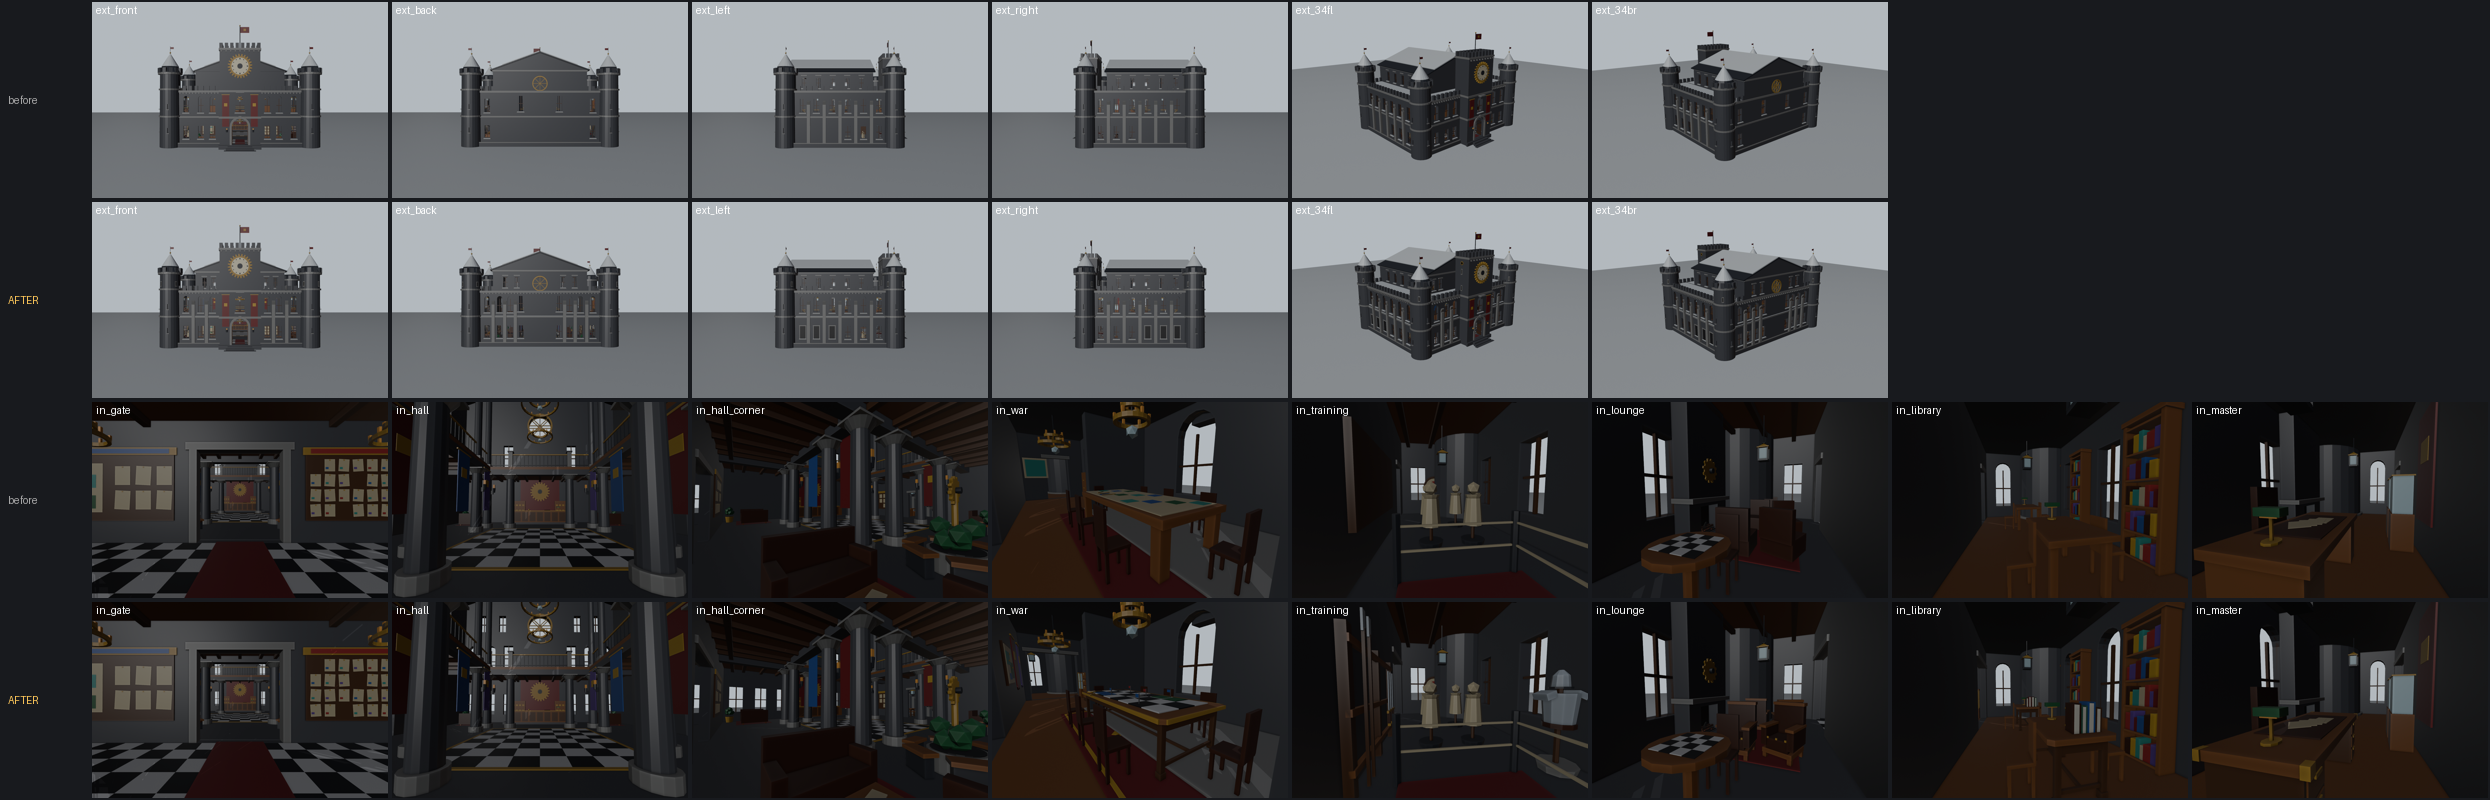 ext_front
ext_back
ext_left
ext_right
ext_34fl
ext_34br
before
ext_front
ext_back
ext_left
ext_right
ext_34fl
ext_34br
AFTER
in_gate
in_hall
in_hall_corner
in_war
in_training
in_lounge
in_library
in_master
before
in_gate
in_hall
in_hall_corner
in_war
in_training
in_lounge
in_library
in_master
AFTER